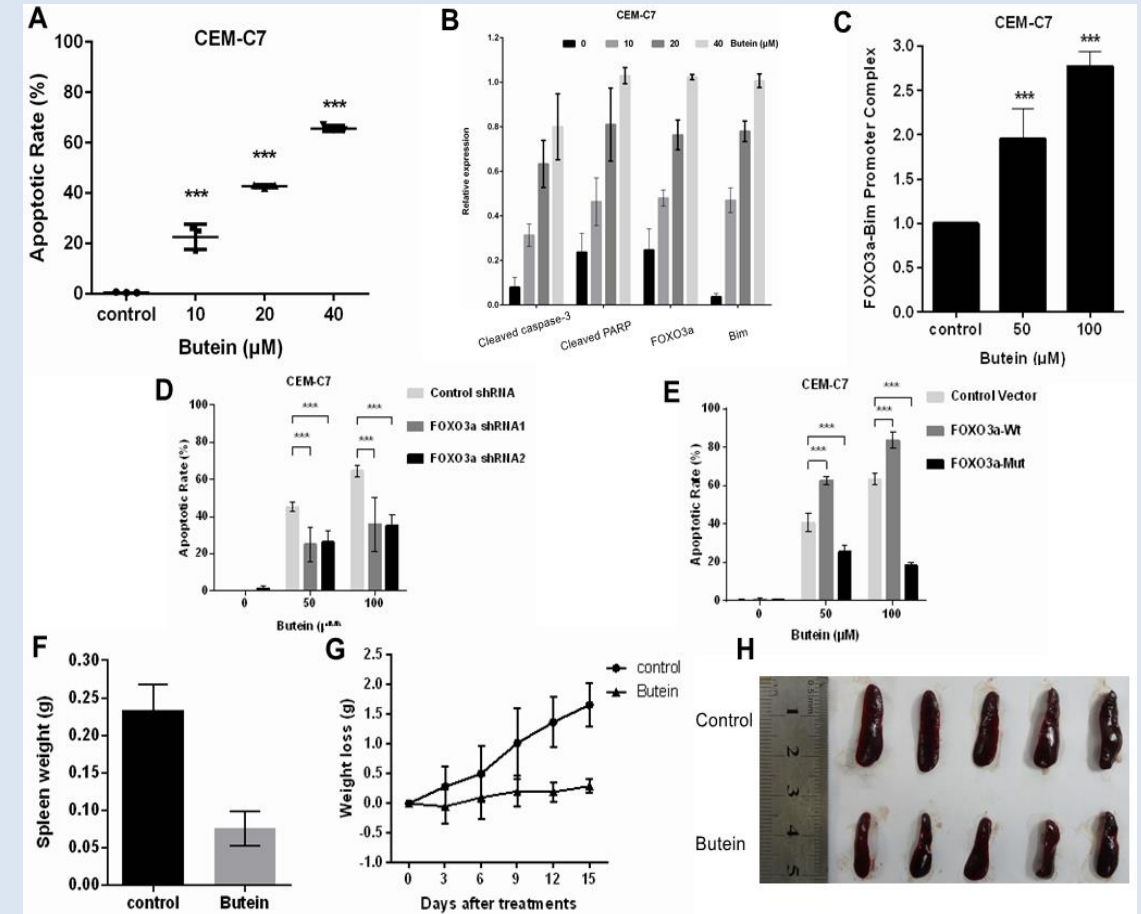 A
CEM-C7
Apoptotic Rate (%)
100
80
60
40
20
0
***
***
***
control 10 20 40
Butein (µM)
B
CEM-C7
0 10 20 40 Butein (µM)
Relative expression
1.2
1.0
0.8
0.6
0.4
0.2
0.0
Cleaved caspase-3 Cleaved PARP FOXO3a Bim
C
CEM-C7
FOXO3a-Bim Promoter Complex
3.0
2.5
2.0
1.5
1.0
0.5
0.0
***
***
control 50 100
Butein (µM)
D
CEM-C7
Control shRNA
FOXO3a shRNA1
FOXO3a shRNA2
Apoptotic Rate (%)
100
80
60
40
20
0
***
***
***
***
0 50 100
Butein (µM)
E
CEM-C7
Control Vector
FOXO3a-Wt
FOXO3a-Mut
Apoptotic Rate (%)
100
80
60
40
20
0
***
***
***
***
0 50 100
Butein (µM)
F
Spleen weight (g)
0.30
0.25
0.20
0.15
0.10
0.05
0.00
control Butein
G
control
Butein
Weight loss (g)
2.5
2.0
1.5
1.0
0.5
0.0
-0.5
-1.0
0 3 6 9 12 15
Days after treatments
H
Control
Butein
0.5mm
1
2
3
4
5